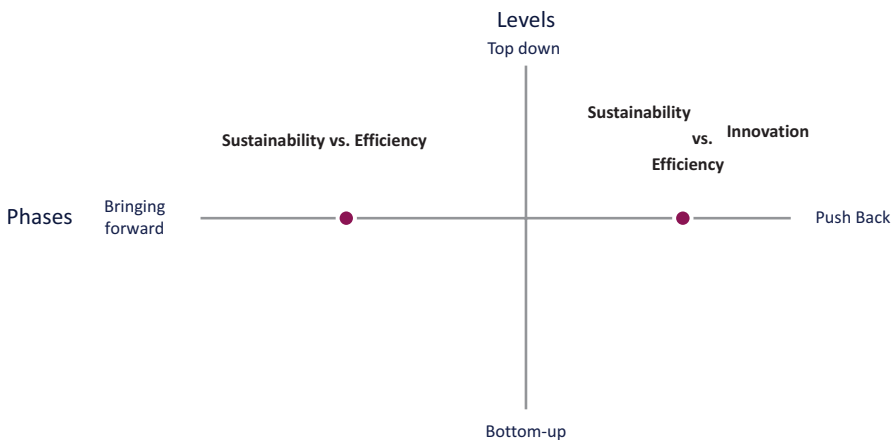 Levels
Top down
Sustainability
vs.
Innovation
Efficiency
Sustainability vs. Efficiency
Phases
Bringing
forward
Push Back
Bottom-up